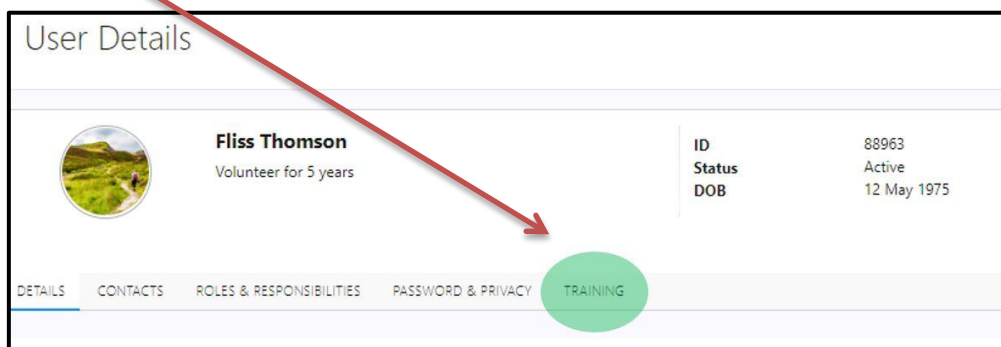 User Details
Fliss Thomson
Volunteer for 5 years
ID 88963
Status Active
DOB 12 May 1975
DETAILS CONTACTS ROLES & RESPONSIBILITIES PASSWORD & PRIVACY TRAINING